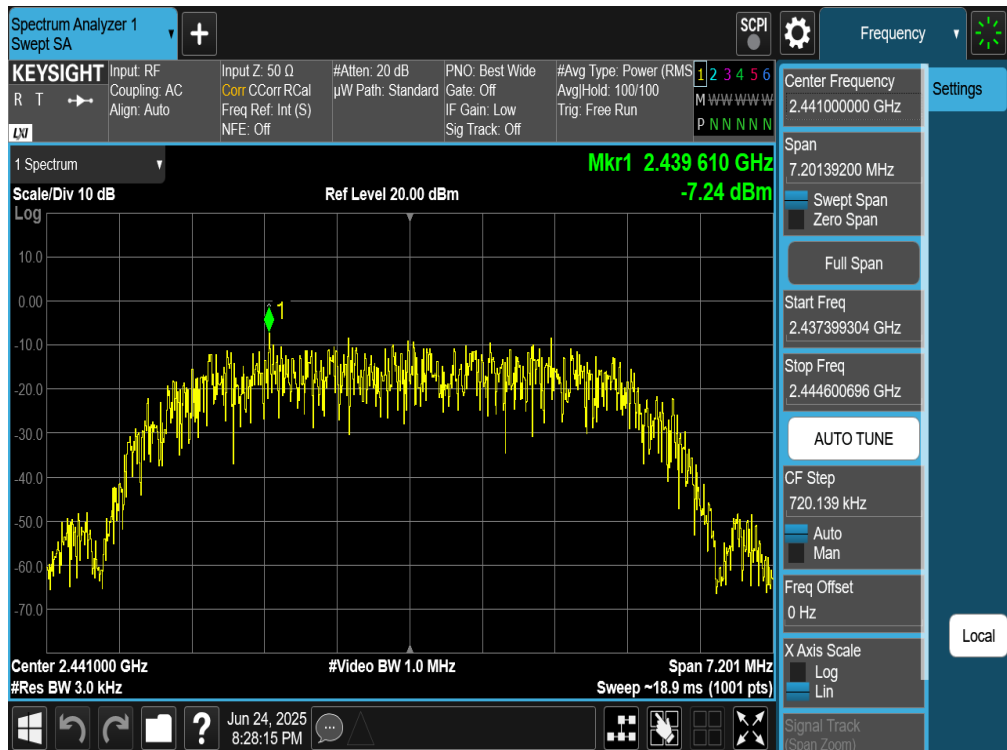 Spectrum Analyzer 1
Swept SA
+
SCPI
Frequency
KEYSIGHT
R T
LXI
Input: RF
Coupling: AC
Align: Auto
Input Z: 50 Ω
Corr CCorr RCal
Freq Ref: Int (S)
NFE: Off
#Atten: 20 dB
µW Path: Standard
PNO: Best Wide
Gate: Off
IF Gain: Low
Sig Track: Off
#Avg Type: Power (RMS
Avg|Hold: 100/100
Trig: Free Run
1 2 3 4 5 6
M W W W W W
P N N N N N
1 Spectrum
Scale/Div 10 dB
Ref Level 20.00 dBm
Mkr1 2.439 610 GHz
-7.24 dBm
Log
10.0
0.00
-10.0
-20.0
-30.0
-40.0
-50.0
-60.0
-70.0
1
Center 2.441000 GHz
#Video BW 1.0 MHz
Span 7.201 MHz
#Res BW 3.0 kHz
Sweep ~18.9 ms (1001 pts)
Center Frequency
2.441000000 GHz
Settings
Span
7.20139200 MHz
Swept Span
Zero Span
Full Span
Start Freq
2.437399304 GHz
Stop Freq
2.444600696 GHz
AUTO TUNE
CF Step
720.139 kHz
Auto
Man
Freq Offset
0 Hz
Local
X Axis Scale
Log
Lin
Signal Track
(Span Zoom)
?
Jun 24, 2025
8:28:15 PM